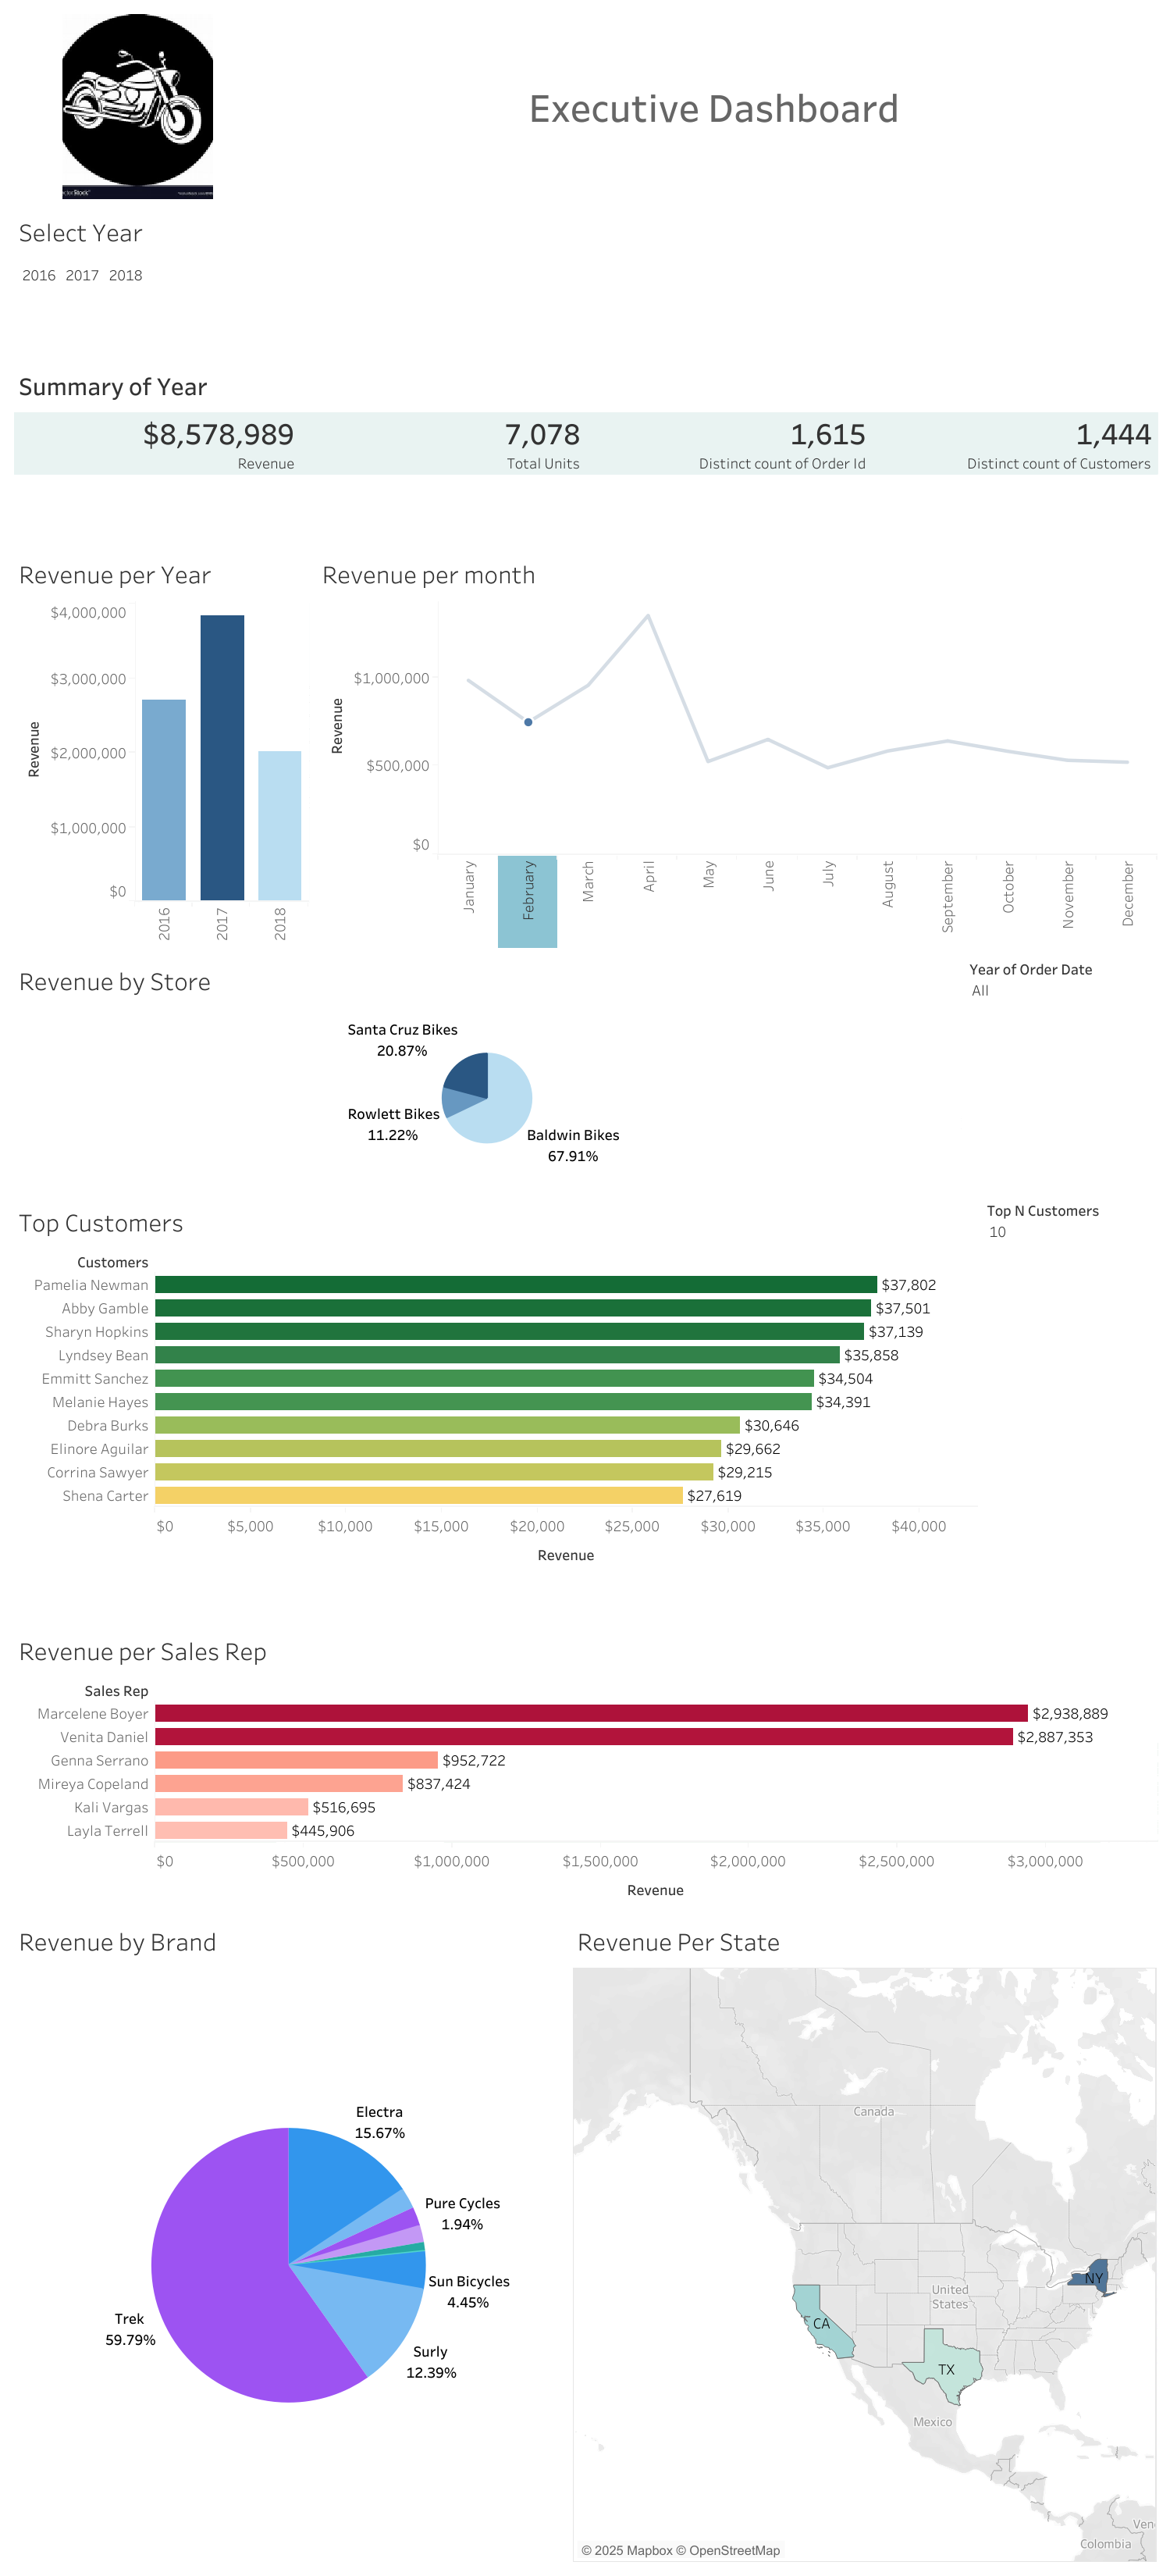 Executive Dashboard
Select Year
2016 2017 2018
Summary of Year
$8,578,989 7,078 1,615 1,444
Revenue Total Units Distinct count of Order Id Distinct count of Customers
Revenue per Year
$4,000,000
$3,000,000
$2,000,000
$1,000,000
$0
Revenue
2016
2017
2018
Revenue per month
$1,000,000
$500,000
$0
Revenue
January
February
March
April
May
June
July
August
September
October
November
December
Revenue by Store
Year of Order Date
All
Santa Cruz Bikes
20.87%
Rowlett Bikes
11.22%
Baldwin Bikes
67.91%
Top Customers
Top N Customers
10
Customers
Pamelia Newman $37,802
Abby Gamble $37,501
Sharyn Hopkins $37,139
Lyndsey Bean $35,858
Emmitt Sanchez $34,504
Melanie Hayes $34,391
Debra Burks $30,646
Elinore Aguilar $29,662
Corrina Sawyer $29,215
Shena Carter $27,619
$0 $5,000 $10,000 $15,000 $20,000 $25,000 $30,000 $35,000 $40,000
Revenue
Revenue per Sales Rep
Sales Rep
Marcelene Boyer $2,938,889
Venita Daniel $2,887,353
Genna Serrano $952,722
Mireya Copeland $837,424
Kali Vargas $516,695
Layla Terrell $445,906
$0 $500,000 $1,000,000 $1,500,000 $2,000,000 $2,500,000 $3,000,000
Revenue
Revenue by Brand
Electra
15.67%
Pure Cycles
1.94%
Sun Bicycles
4.45%
Surly
12.39%
Trek
59.79%
Revenue Per State
Canada
United
States
NY
CA
TX
Mexico
Ven
Colombia
© 2025 Mapbox © OpenStreetMap